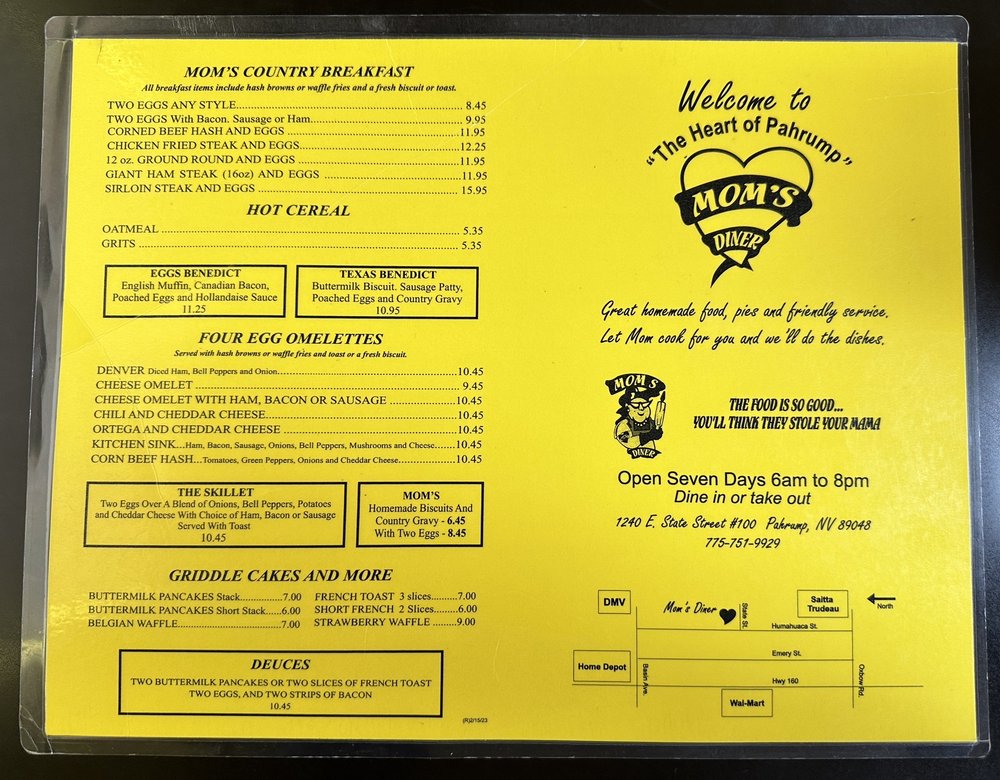 MOM'S COUNTRY BREAKFAST
All breakfast items include hash browns or waffle fries and a fresh biscuit or toast.
TWO EGGS ANY STYLE 8.45
TWO EGGS With Bacon. Sausage or Ham 9.95
CORNED BEEF HASH AND EGGS 11.95
CHICKEN FRIED STEAK AND EGGS 12.25
12 oz. GROUND ROUND AND EGGS 11.95
GIANT HAM STEAK (16oz) AND EGGS 11.95
SIRLOIN STEAK AND EGGS 15.95
HOT CEREAL
OATMEAL 5.35
GRITS 5.35
EGGS BENEDICT
English Muffin, Canadian Bacon,
Poached Eggs and Hollandaise Sauce
11.25
TEXAS BENEDICT
Buttermilk Biscuit. Sausage Patty,
Poached Eggs and Country Gravy
10.95
FOUR EGG OMELETTES
Served with hash browns or waffle fries and toast or a fresh biscuit.
DENVER Diced Ham, Bell Peppers and Onion 10.45
CHEESE OMELET 9.45
CHEESE OMELET WITH HAM, BACON OR SAUSAGE 10.45
CHILI AND CHEDDAR CHEESE 10.45
ORTEGA AND CHEDDAR CHEESE 10.45
KITCHEN SINK...Ham, Bacon, Sausage, Onions, Bell Peppers, Mushrooms and Cheese 10.45
CORN BEEF HASH...Tomatoes, Green Peppers, Onions and Cheddar Cheese 10.45
THE SKILLET
Two Eggs Over A Blend of Onions, Bell Peppers, Potatoes
and Cheddar Cheese With Choice of Ham, Bacon or Sausage
Served With Toast
10.45
MOM'S
Homemade Biscuits And
Country Gravy - 6.45
With Two Eggs - 8.45
GRIDDLE CAKES AND MORE
BUTTERMILK PANCAKES Stack 7.00
BUTTERMILK PANCAKES Short Stack 6.00
BELGIAN WAFFLE 7.00
FRENCH TOAST 3 slices 7.00
SHORT FRENCH 2 Slices 6.00
STRAWBERRY WAFFLE 9.00
DEUCES
TWO BUTTERMILK PANCAKES OR TWO SLICES OF FRENCH TOAST
TWO EGGS, AND TWO STRIPS OF BACON
10.45
(R)2/15/23
Welcome to
"The Heart of Pahrump"
MOM'S
DINER
Great homemade food, pies and friendly service.
Let Mom cook for you and we'll do the dishes.
MOM'S
DINER
THE FOOD IS SO GOOD...
YOU'LL THINK THEY STOLE YOUR MAMA
Open Seven Days 6am to 8pm
Dine in or take out
1240 E. State Street #100 Pahrump, NV 89048
775-751-9929
DMV
Mom's Diner
State St.
Saitta
Trudeau
North
Humahuaca St.
Emery St.
Home Depot
Basin Ave.
Hwy 160
Oxbow Rd.
Wal-Mart